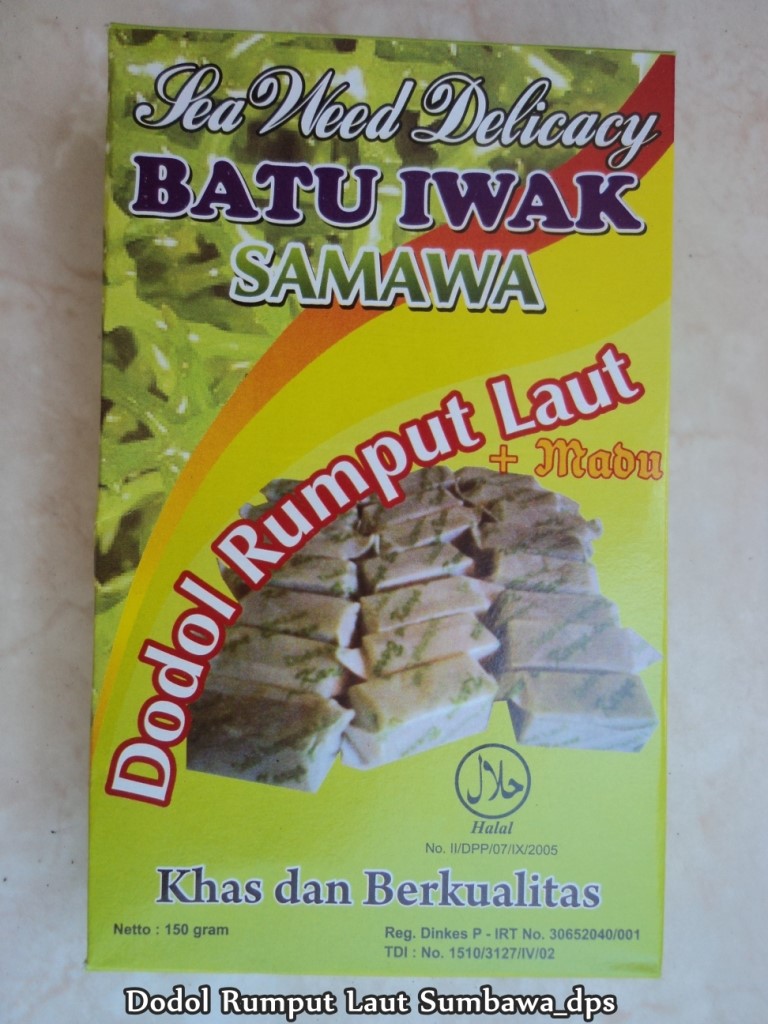 Sea Weed Delicacy
BATU IWAK
SAMAWA
Dodol Rumput Laut
+ Madu
حلال
Halal
No. II/DPP/07/IX/2005
Khas dan Berkualitas
Netto : 150 gram
Reg. Dinkes P - IRT No. 30652040/001
TDI : No. 1510/3127/IV/02
Dodol Rumput Laut Sumbawa_dps